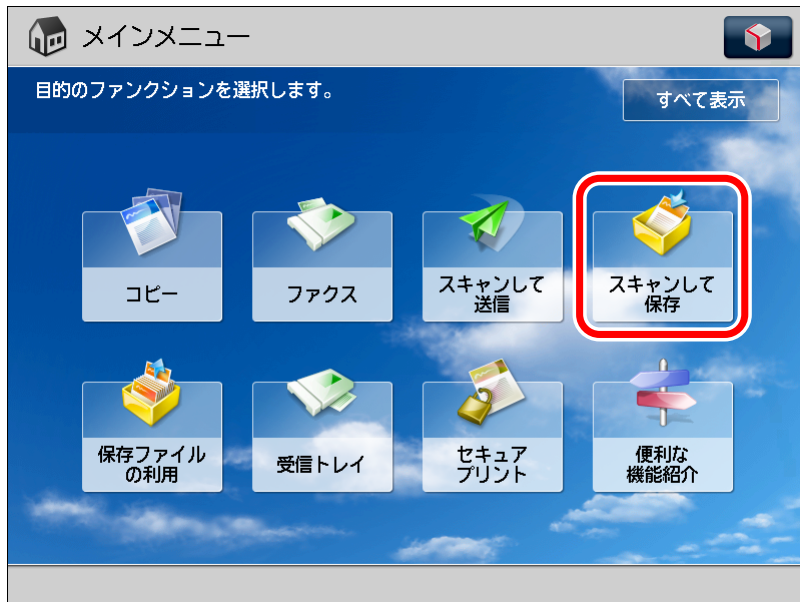 メインメニュー
目的のファンクションを選択します。
すべて表示
コピー
ファクス
スキャンして
送信
スキャンして
保存
保存ファイル
の利用
受信トレイ
セキュア
プリント
便利な
機能紹介